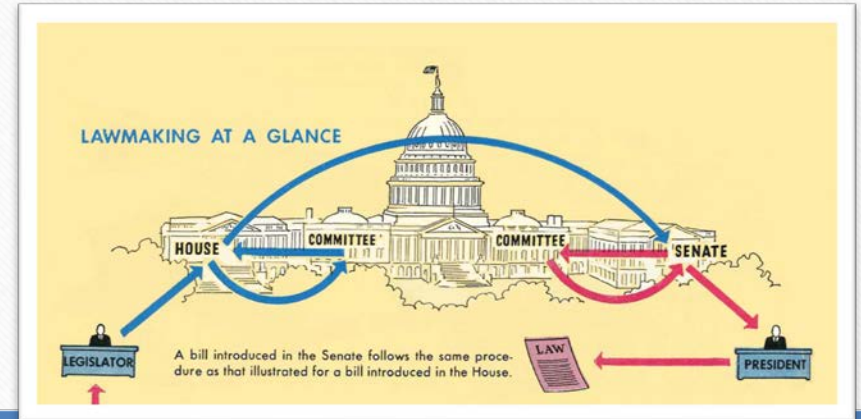 LAWMAKING AT A GLANCE
HOUSE
COMMITTEE
COMMITTEE
SENATE
LEGISLATOR
A bill introduced in the Senate follows the same proce-
dure as that illustrated for a bill introduced in the House.
LAW
PRESIDENT